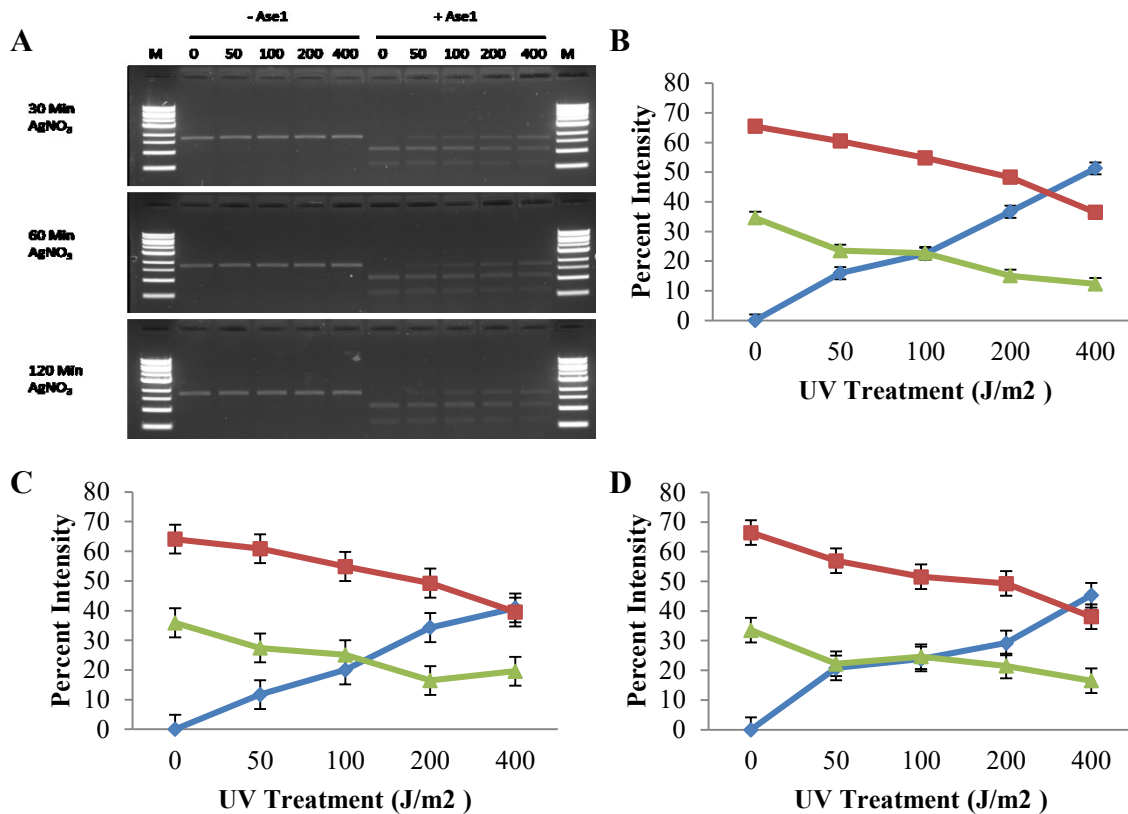 A
- Ase1
+ Ase1
M 0 50 100 200 400 0 50 100 200 400 M
30 Min
AgNO₃
60 Min
AgNO₃
120 Min
AgNO₃
B
Percent Intensity
80
70
60
50
40
30
20
10
0
0 50 100 200 400
UV Treatment (J/m2 )
C
Percent Intensity
80
70
60
50
40
30
20
10
0
0 50 100 200 400
UV Treatment (J/m2 )
D
Percent Intensity
80
70
60
50
40
30
20
10
0
0 50 100 200 400
UV Treatment (J/m2 )